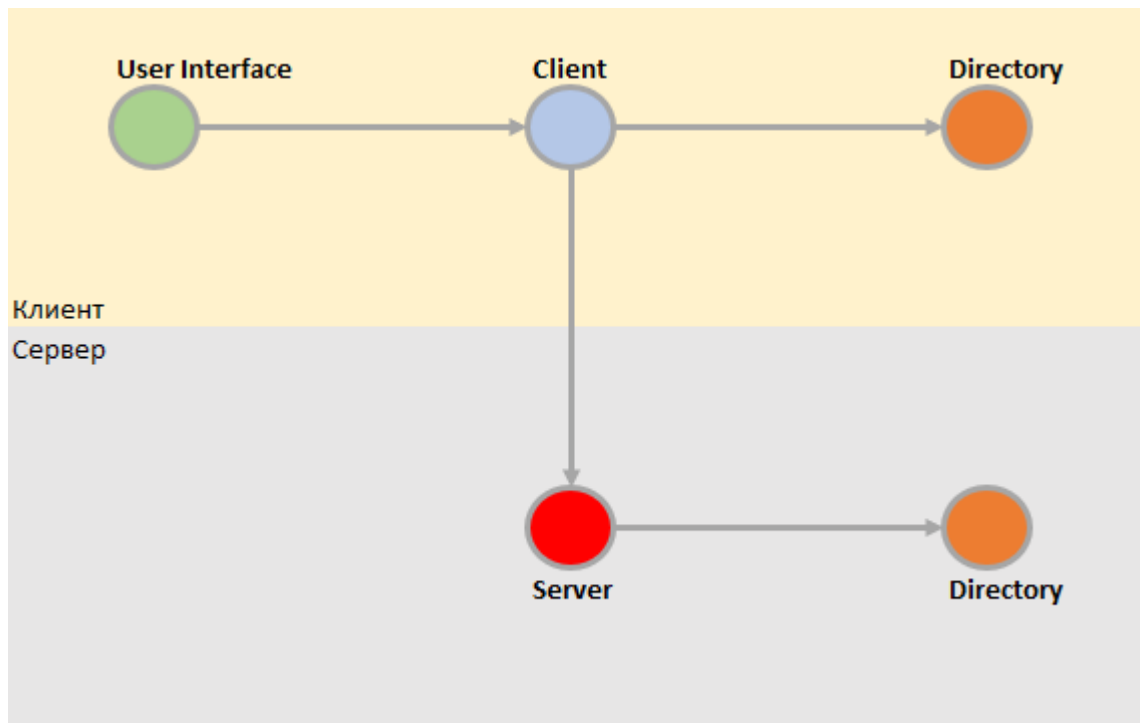 User Interface
Client
Directory
Клиент
Сервер
Server
Directory